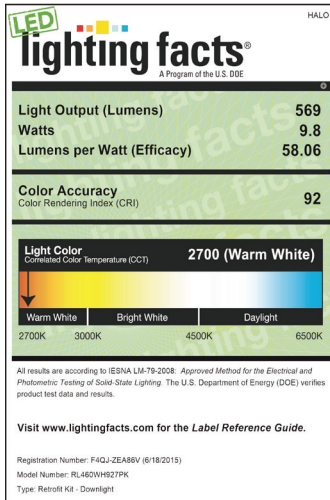 HALO
LED
lighting facts®
A Program of the U.S. DOE
Light Output (Lumens) 569
Watts 9.8
Lumens per Watt (Efficacy) 58.06
Color Accuracy
Color Rendering Index (CRI) 92
Light Color
Correlated Color Temperature (CCT) 2700 (Warm White)
Warm White Bright White Daylight
2700K 3000K 4500K 6500K
All results are according to IESNA LM-79-2008: Approved Method for the Electrical and
Photometric Testing of Solid-State Lighting. The U.S. Department of Energy (DOE) verifies
product test data and results.
Visit www.lightingfacts.com for the Label Reference Guide.
Registration Number: F4QJ-ZEA86V (6/18/2015)
Model Number: RL460WH927PK
Type: Retrofit Kit - Downlight